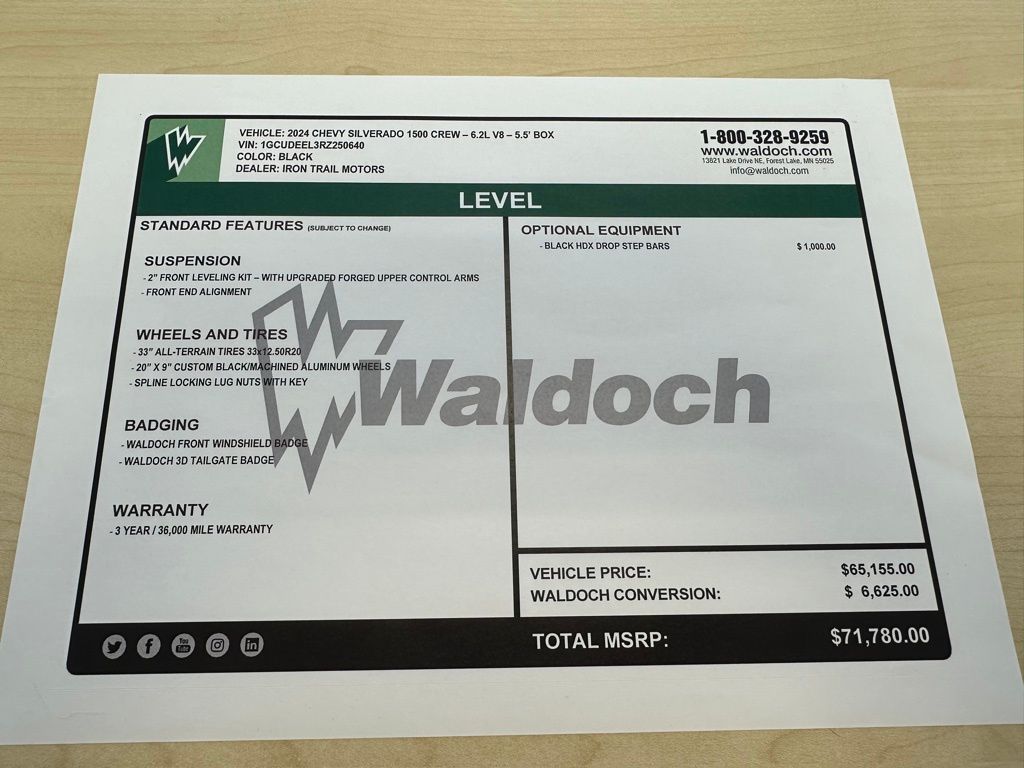 VEHICLE: 2024 CHEVY SILVERADO 1500 CREW – 6.2L V8 – 5.5' BOX
VIN: 1GCUDEEL3RZ250640
COLOR: BLACK
DEALER: IRON TRAIL MOTORS
1-800-328-9259
www.waldoch.com
13821 Lake Drive NE, Forest Lake, MN 55025
info@waldoch.com
LEVEL
STANDARD FEATURES (SUBJECT TO CHANGE)
SUSPENSION
- 2" FRONT LEVELING KIT – WITH UPGRADED FORGED UPPER CONTROL ARMS
- FRONT END ALIGNMENT
WHEELS AND TIRES
- 33" ALL-TERRAIN TIRES 33x12.50R20
- 20" X 9" CUSTOM BLACK/MACHINED ALUMINUM WHEELS
- SPLINE LOCKING LUG NUTS WITH KEY
BADGING
- WALDOCH FRONT WINDSHIELD BADGE
- WALDOCH 3D TAILGATE BADGE
WARRANTY
- 3 YEAR / 36,000 MILE WARRANTY
OPTIONAL EQUIPMENT
- BLACK HDX DROP STEP BARS $ 1,000.00
Waldoch
VEHICLE PRICE: $65,155.00
WALDOCH CONVERSION: $ 6,625.00
You Tube
TOTAL MSRP: $71,780.00